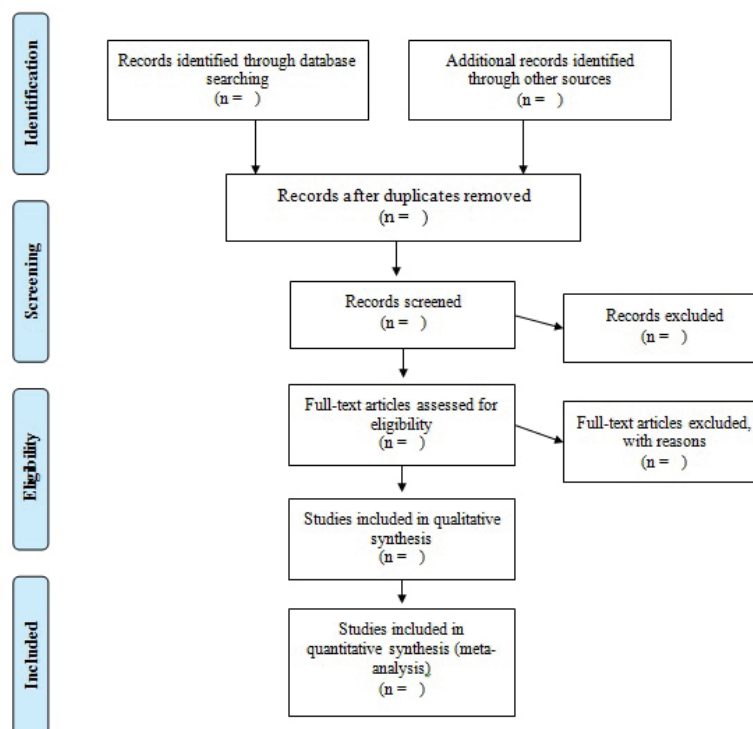 Identification
Records identified through database
searching
(n =   )
Additional records identified
through other sources
(n =   )
Records after duplicates removed
(n =   )
Screening
Records screened
(n =   )
Records excluded
(n =   )
Eligibility
Full-text articles assessed for
eligibility
(n =   )
Full-text articles excluded,
with reasons
(n =   )
Studies included in qualitative
synthesis
(n =   )
Included
Studies included in
quantitative synthesis (meta-
analysis)
(n =   )